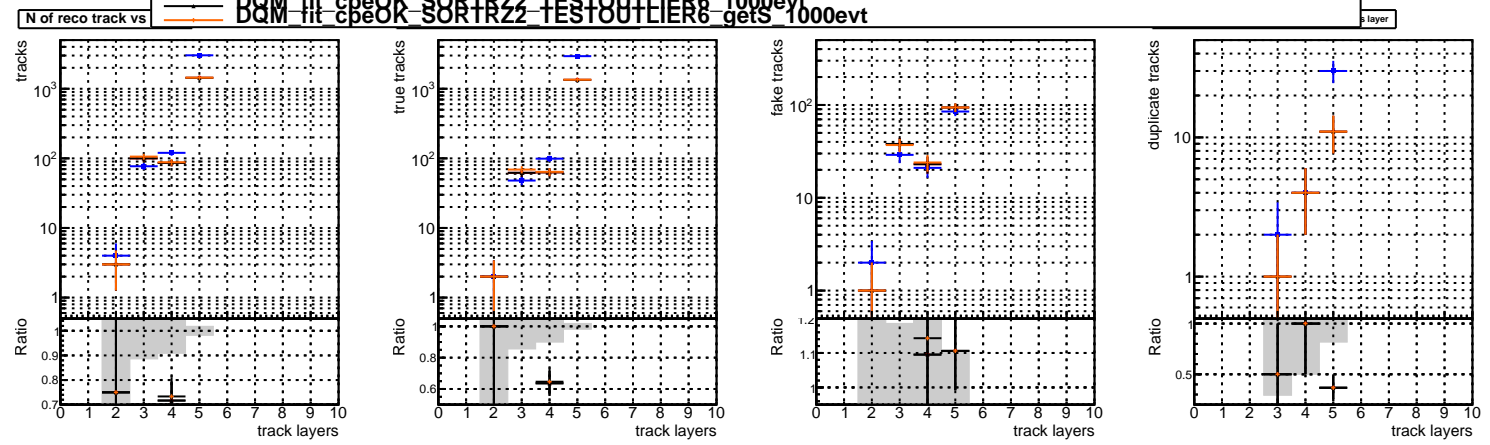 DQM_fit_cpeOK_SORTRZ2_TESTOUTLIER6_1000evt
DQM_fit_cpeOK_SORTRZ2_TESTOUTLIER6_getS_1000evt
N of reco track vs
s layer
tracks
10³
10²
10
1
Ratio
1
0.9
0.8
0.7
0 1 2 3 4 5 6 7 8 9 10
track layers
true tracks
10³
10²
10
1
Ratio
1
0.8
0.6
0 1 2 3 4 5 6 7 8 9 10
track layers
fake tracks
10²
10
1
Ratio
1.2
1.1
1
0 1 2 3 4 5 6 7 8 9 10
track layers
duplicate tracks
10
1
Ratio
1
0.5
0 1 2 3 4 5 6 7 8 9 10
track layers